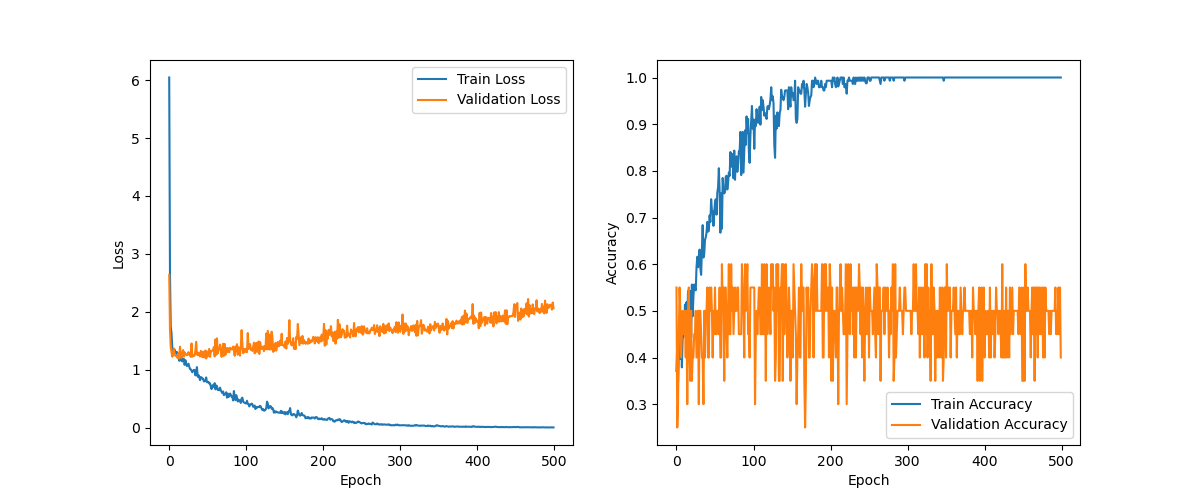 6
5
4
3
2
1
0
0 100 200 300 400 500
Loss
Epoch
Train Loss
Validation Loss
1.0
0.9
0.8
0.7
0.6
0.5
0.4
0.3
0 100 200 300 400 500
Accuracy
Epoch
Train Accuracy
Validation Accuracy